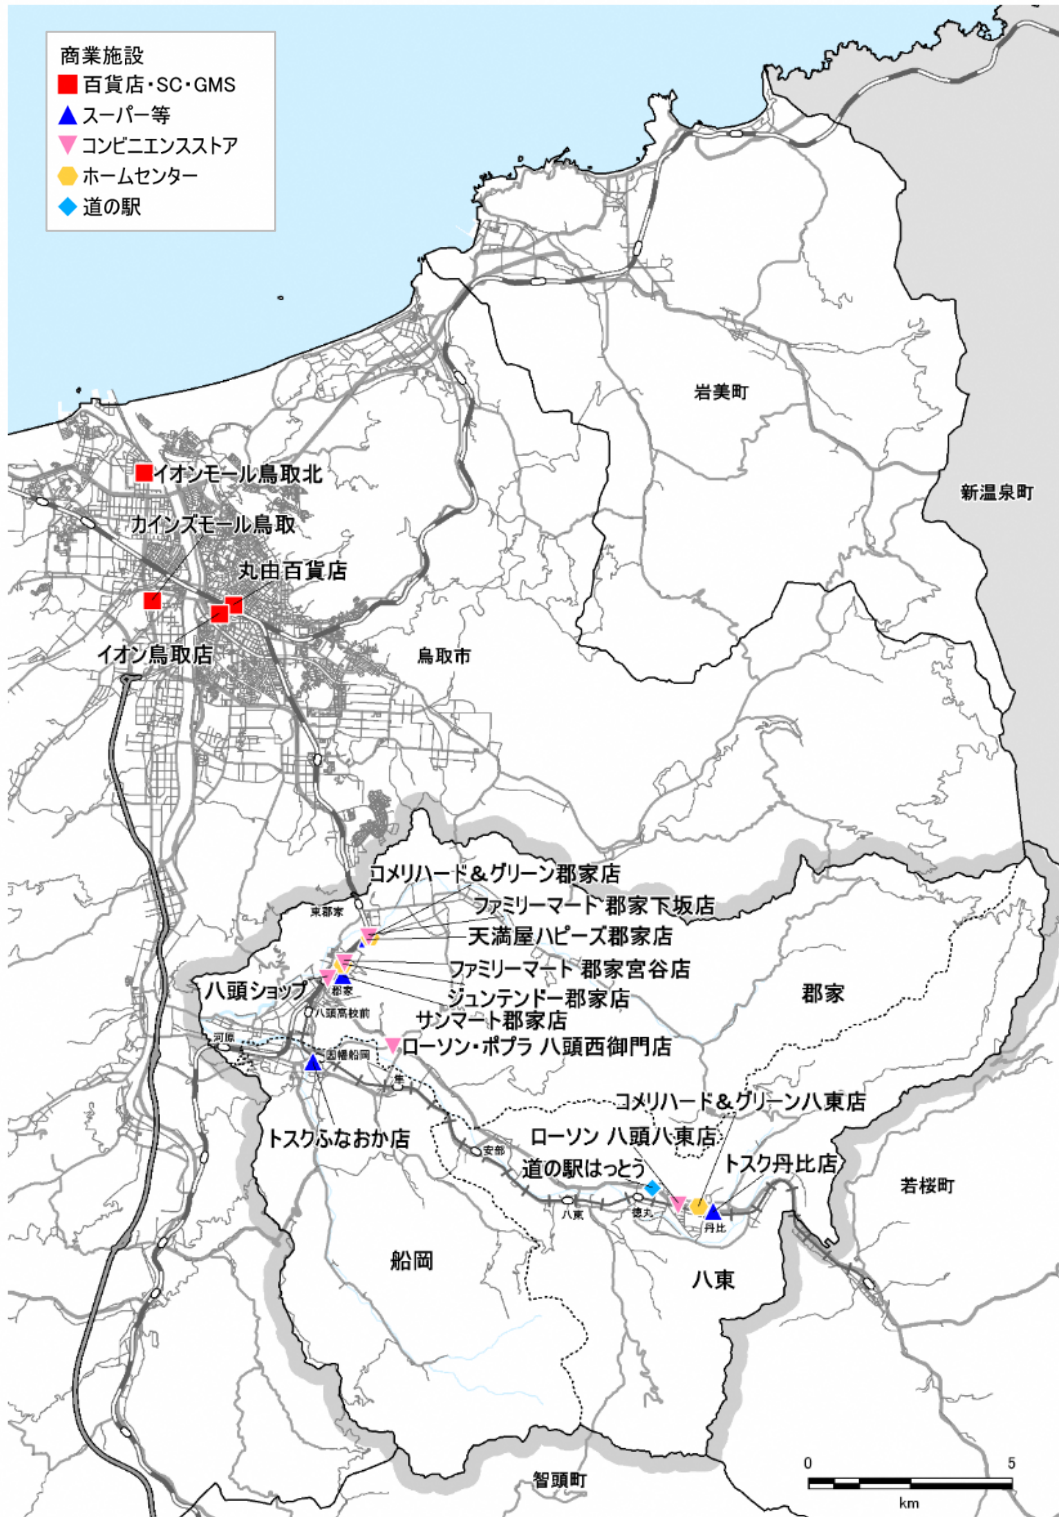 商業施設
百貨店・SC・GMS
スーパー等
コンビニエンスストア
ホームセンター
道の駅
岩美町
新温泉町
イオンモール鳥取北
カインズモール鳥取
丸由百貨店
イオン鳥取店
鳥取市
コメリハード&グリーン郡家店
ファミリーマート 郡家下坂店
東郡家
天満屋ハピーズ郡家店
ファミリーマート 郡家宮谷店
八頭ショップ
郡家
ジュンテンドー郡家店
郡家
八頭高校前
サンマート郡家店
河原
因幡船岡
ローソン・ポプラ 八頭西御門店
隼
コメリハード&グリーン八東店
トスクふなおか店
ローソン 八頭八東店
安部
道の駅はっとう
トスク丹比店
若桜町
八東
徳丸
丹比
船岡
八東
智頭町
0 5
km